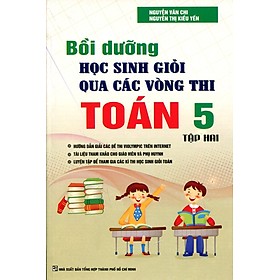 NGUYỄN VĂN CHI
NGUYỄN THỊ KIỀU YẾN
Bồi dưỡng
HỌC SINH GIỎI
QUA CÁC VÒNG THI
TOÁN 5
TẬP HAI
HƯỚNG DẪN GIẢI CÁC ĐỀ THI VIOLYMPIC TRÊN INTERNET
TÀI LIỆU THAM KHẢO CHO GIÁO VIÊN VÀ PHỤ HUYNH
LUYỆN TẬP ĐỂ THAM GIA CÁC KÌ THI HỌC SINH GIỎI TOÁN
NHÀ XUẤT BẢN TỔNG HỢP THÀNH PHỐ HỒ CHÍ MINH